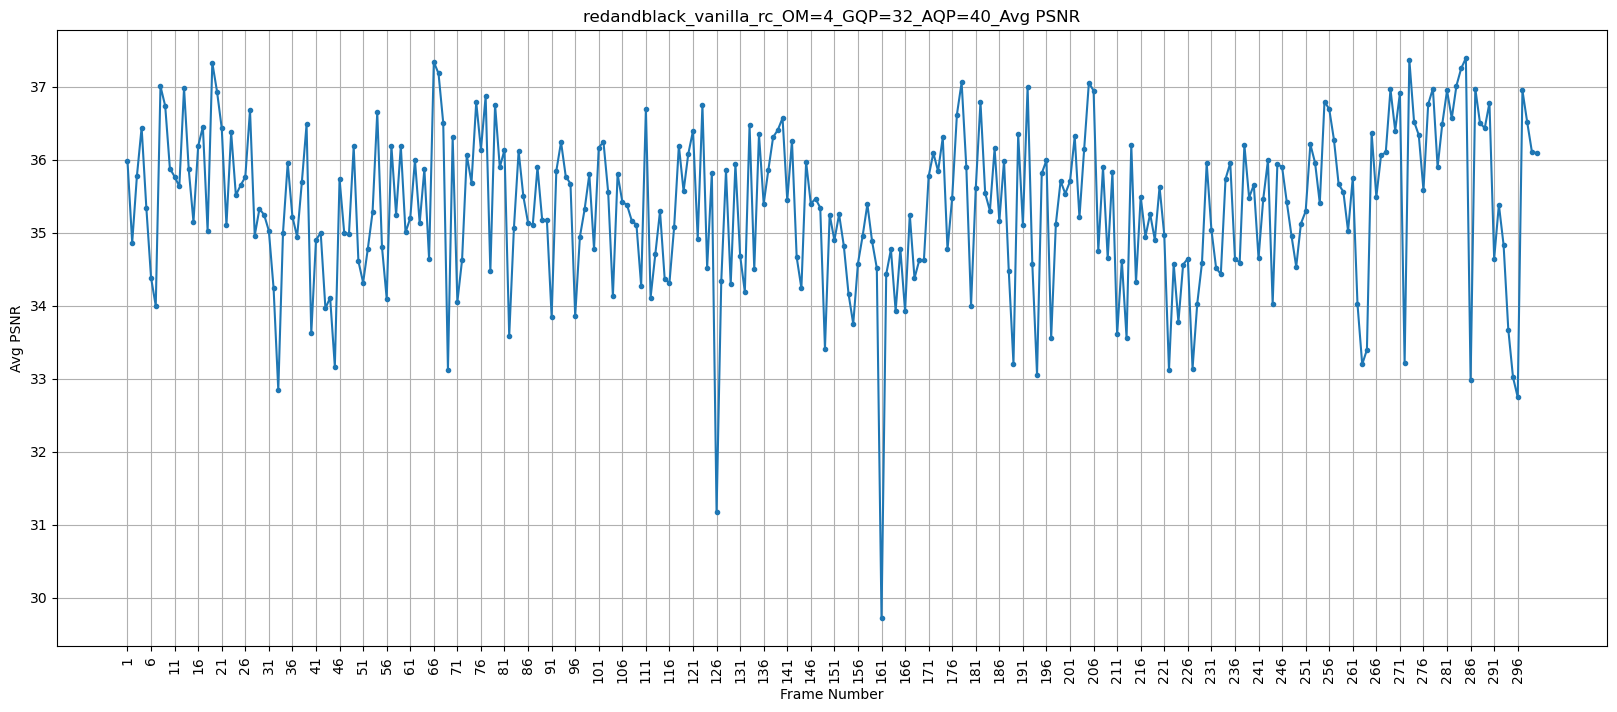 redandblack_vanilla_rc_OM=4_GQP=32_AQP=40_Avg PSNR
Avg PSNR
37
36
35
34
33
32
31
30
1 6 11 16 21 26 31 36 41 46 51 56 61 66 71 76 81 86 91 96 101 106 111 116 121 126 131 136 141 146 151 156 161 166 171 176 181 186 191 196 201 206 211 216 221 226 231 236 241 246 251 256 261 266 271 276 281 286 291 296
Frame Number